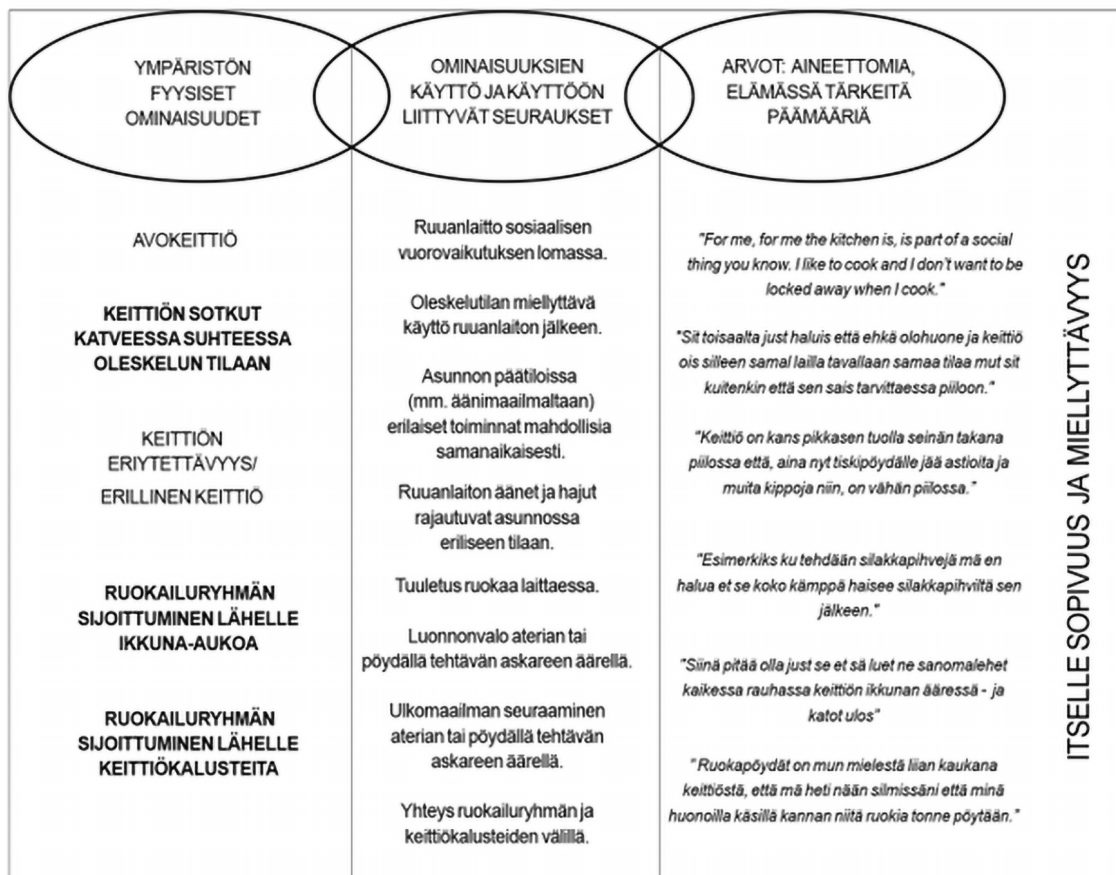 YMPÄRISTÖN
FYYSISET
OMINAISUUDET
OMINAISUUKSIEN
KÄYTTÖ JA KÄYTTÖÖN
LIITTYVÄT SEURAUKSET
ARVOT: AINEETTOMIA,
ELÄMÄSSÄ TÄRKEITÄ
PÄÄMÄÄRIÄ
AVOKEITTIÖ
KEITTIÖN SOTKUT
KATVEESSA SUHTEESSA
OLESKELUN TILAAN
KEITTIÖN
ERIYTETTÄVYYS/
ERILLINEN KEITTIÖ
RUOKAILURYHMÄN
SIJOITTUMINEN LÄHELLE
IKKUNA-AUKOA
RUOKAILURYHMÄN
SIJOITTUMINEN LÄHELLE
KEITTIÖKALUSTEITA
Ruuanlaitto sosiaalisen
vuorovaikutuksen lomassa.
Oleskelutilan miellyttävä
käyttö ruuanlaiton jälkeen.
Asunnon päätiloissa
(mm. äänimaailmaltaan)
erilaiset toiminnat mahdollisia
samanaikaisesti.
Ruuanlaiton äänet ja hajut
rajautuvat asunnossa
eriliseen tilaan.
Tuuletus ruokaa laittaessa.
Luonnonvalo aterian tai
pöydällä tehtävän askareen äärellä.
Ulkomaailman seuraaminen
aterian tai pöydällä tehtävän
askareen äärellä.
Yhteys ruokailuryhmän ja
keittiökalusteiden välillä.
"For me, for me the kitchen is, is part of a social
thing you know. I like to cook and I don't want to be
locked away when I cook."
"Sit toisaalta just haluis että ehkä olohuone ja keittiö
ois silleen samal lailla tavallaan samaa tilaa mut sit
kuitenkin että sen sais tarvittaessa piiloon."
"Keittiö on kans pikkasen tuolla seinän takana
piilossa että, aina nyt tiskipöydälle jää astioita ja
muita kippoja niin, on vähän piilossa."
"Esimerkiks ku tehdään silakkapihvejä mä en
halua et se koko kämppä haisee silakkapihviltä sen
jälkeen."
"Siinä pitää olla just se et sä luet ne sanomalehet
kaikessa rauhassa keittiön ikkunan ääressä - ja
katot ulos"
"Ruokapöydät on mun mielestä liian kaukana
keittiöstä, että mä heti nään silmissäni että minä
huonoilla käsillä kannan niitä ruokia tonne pöytään."
ITSELLE SOPIVUUS JA MIELLYTTÄVYYS